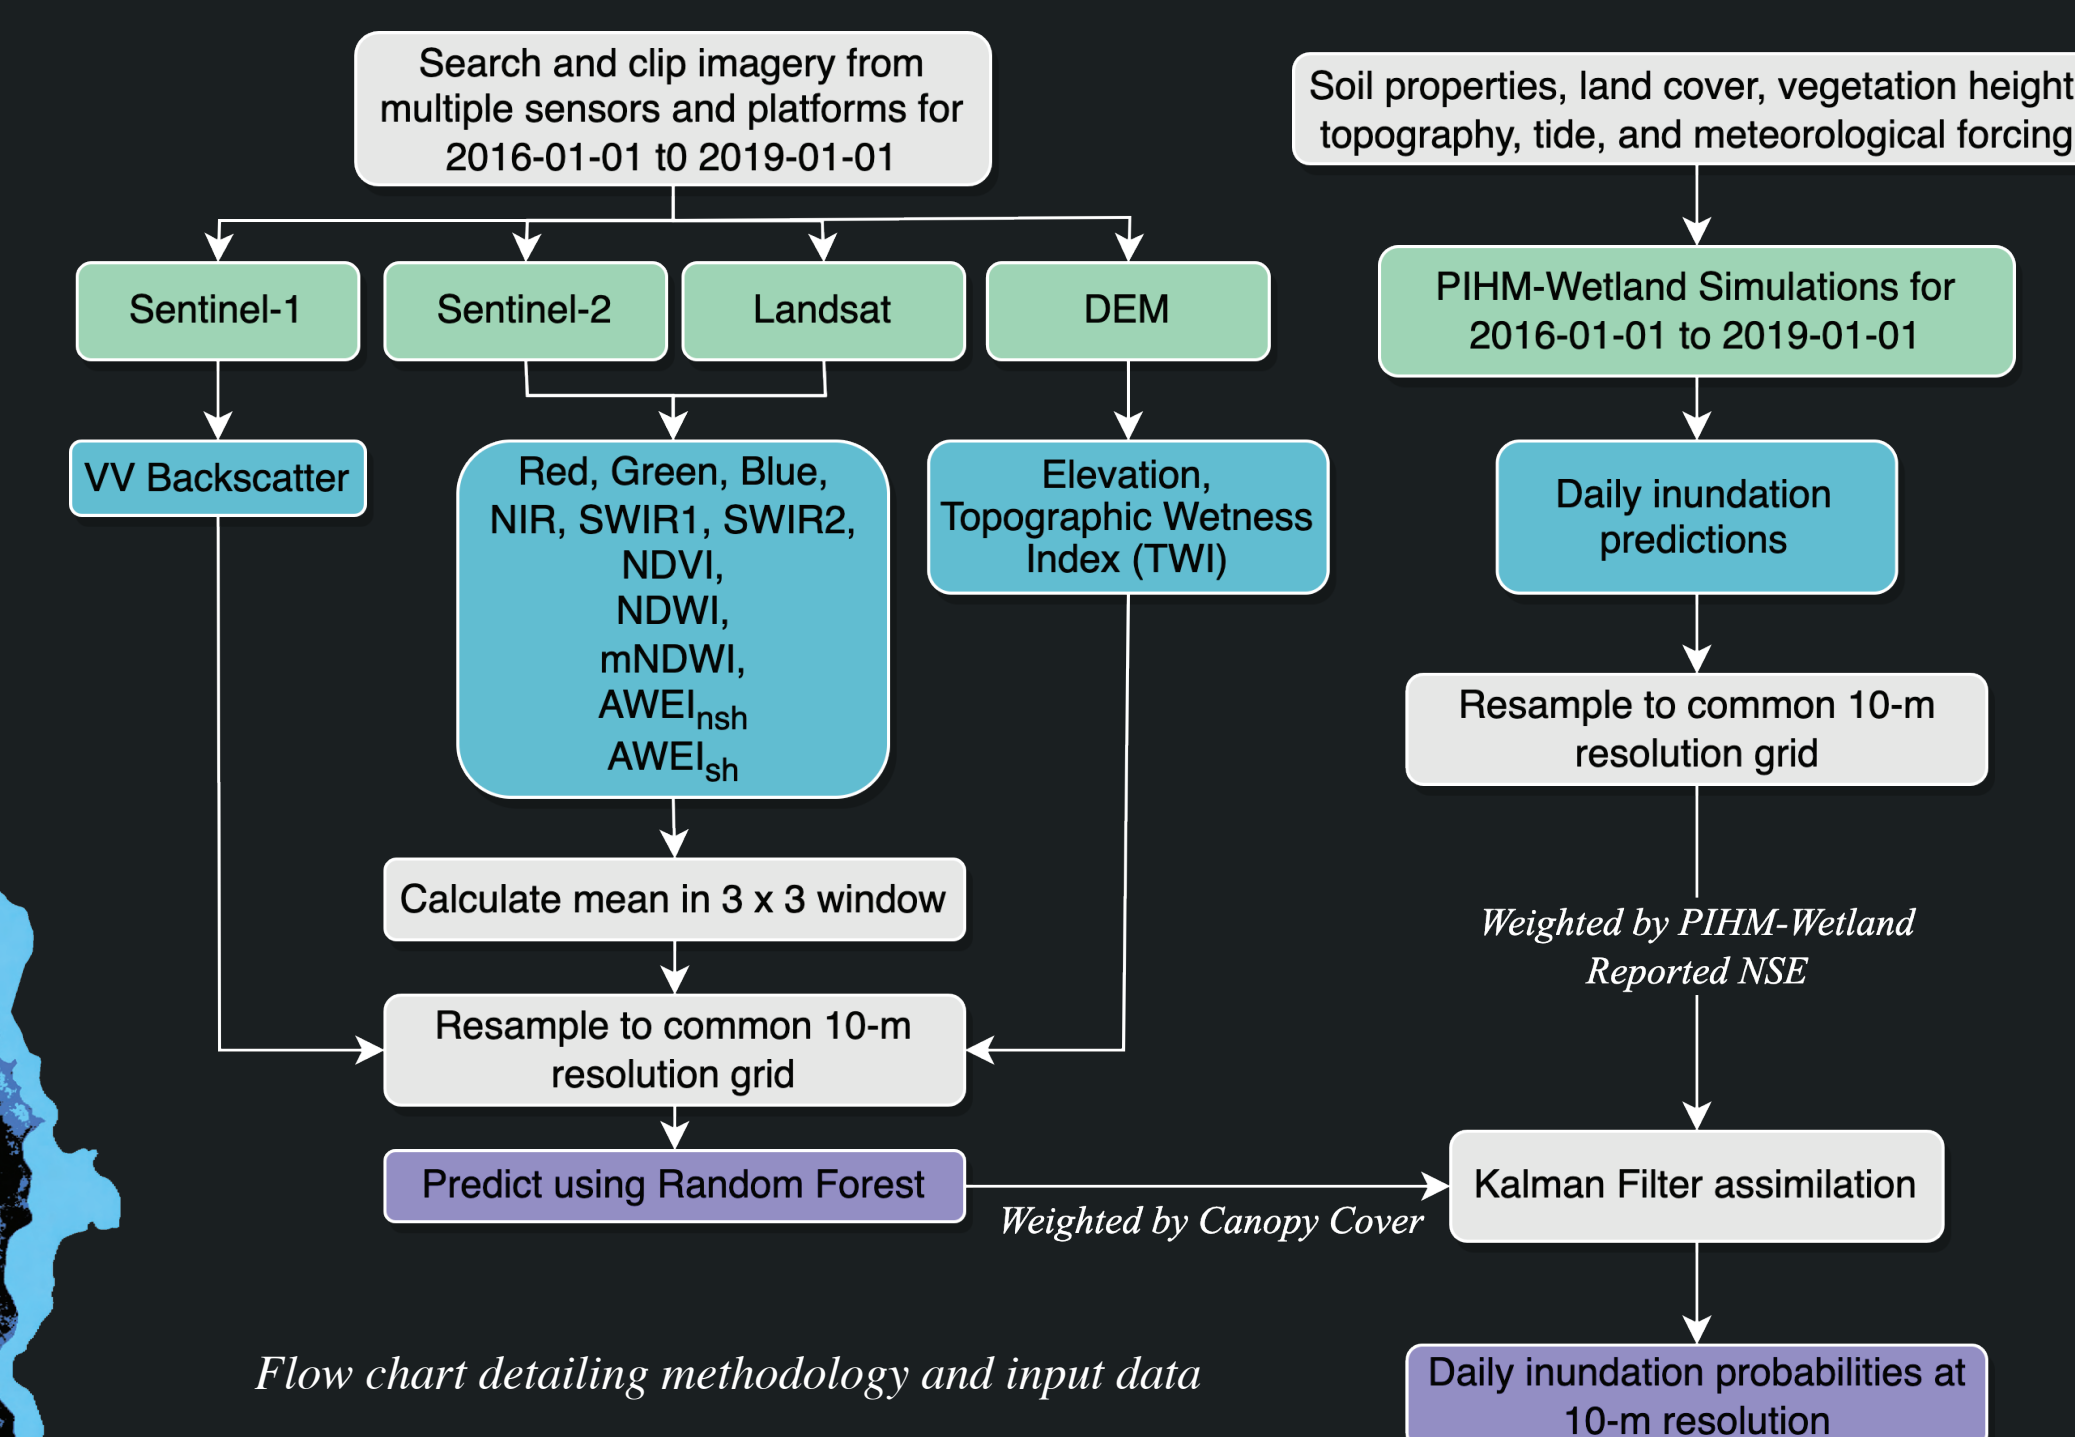 Search and clip imagery from
multiple sensors and platforms for
2016-01-01 t0 2019-01-01
Soil properties, land cover, vegetation height
topography, tide, and meteorological forcing
Sentinel-1
Sentinel-2
Landsat
DEM
PIHM-Wetland Simulations for
2016-01-01 to 2019-01-01
VV Backscatter
Red, Green, Blue,
NIR, SWIR1, SWIR2,
NDVI,
NDWI,
mNDWI,
AWEInsh
AWEIsh
Elevation,
Topographic Wetness
Index (TWI)
Daily inundation
predictions
Calculate mean in 3 x 3 window
Resample to common 10-m
resolution grid
Resample to common 10-m
resolution grid
Weighted by PIHM-Wetland
Reported NSE
Predict using Random Forest
Weighted by Canopy Cover
Kalman Filter assimilation
Daily inundation probabilities at
10-m resolution
Flow chart detailing methodology and input data